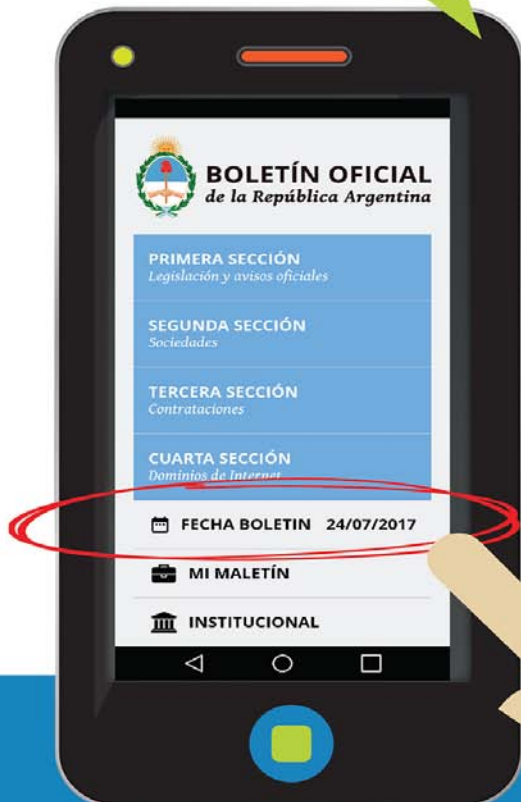 BOLETÍN OFICIAL
de la República Argentina
PRIMERA SECCIÓN
Legislación y avisos oficiales
SEGUNDA SECCIÓN
Sociedades
TERCERA SECCIÓN
Contrataciones
CUARTA SECCIÓN
Dominios de Internet
FECHA BOLETIN 24/07/2017
MI MALETÍN
INSTITUCIONAL